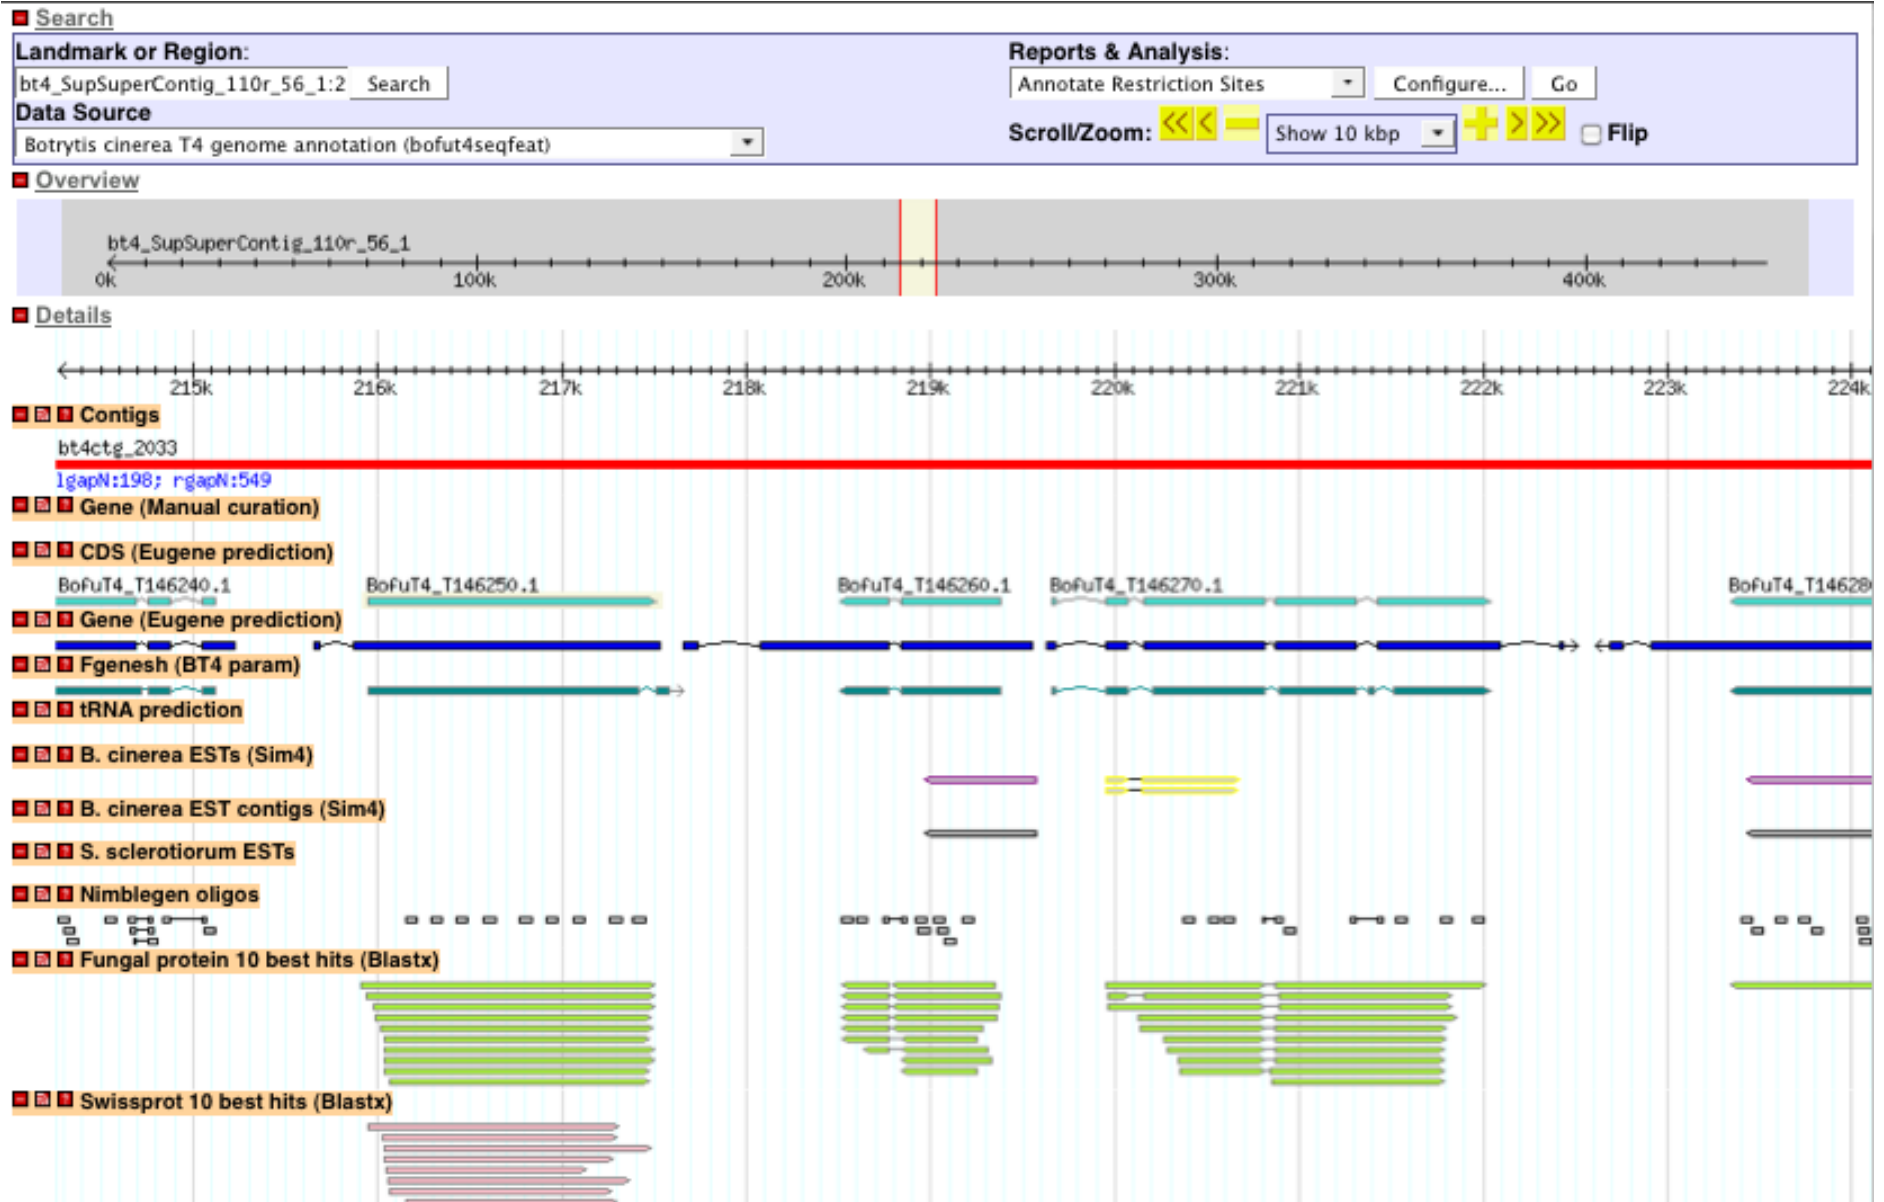 Search
Landmark or Region:
Reports & Analysis:
bt4_SupSuperContig_110r_56_1:2 Search
Annotate Restriction Sites Configure... Go
Data Source
Botrytis cinerea T4 genome annotation (bofut4seqfeat)
Scroll/Zoom: << < Show 10 kbp > >> Flip
Overview
bt4_SupSuperContig_110r_56_1
0k 100k 200k 300k 400k
Details
215k 216k 217k 218k 219k 220k 221k 222k 223k 224k
Contigs
bt4ctg_2033
lgapN:198; rgapN:549
Gene (Manual curation)
CDS (Eugene prediction)
BofuT4_T146240.1 BofuT4_T146250.1 BofuT4_T146260.1 BofuT4_T146270.1 BofuT4_T14628
Gene (Eugene prediction)
Fgenesh (BT4 param)
tRNA prediction
B. cinerea ESTs (Sim4)
B. cinerea EST contigs (Sim4)
S. sclerotiorum ESTs
Nimblegen oligos
Fungal protein 10 best hits (Blastx)
Swissprot 10 best hits (Blastx)